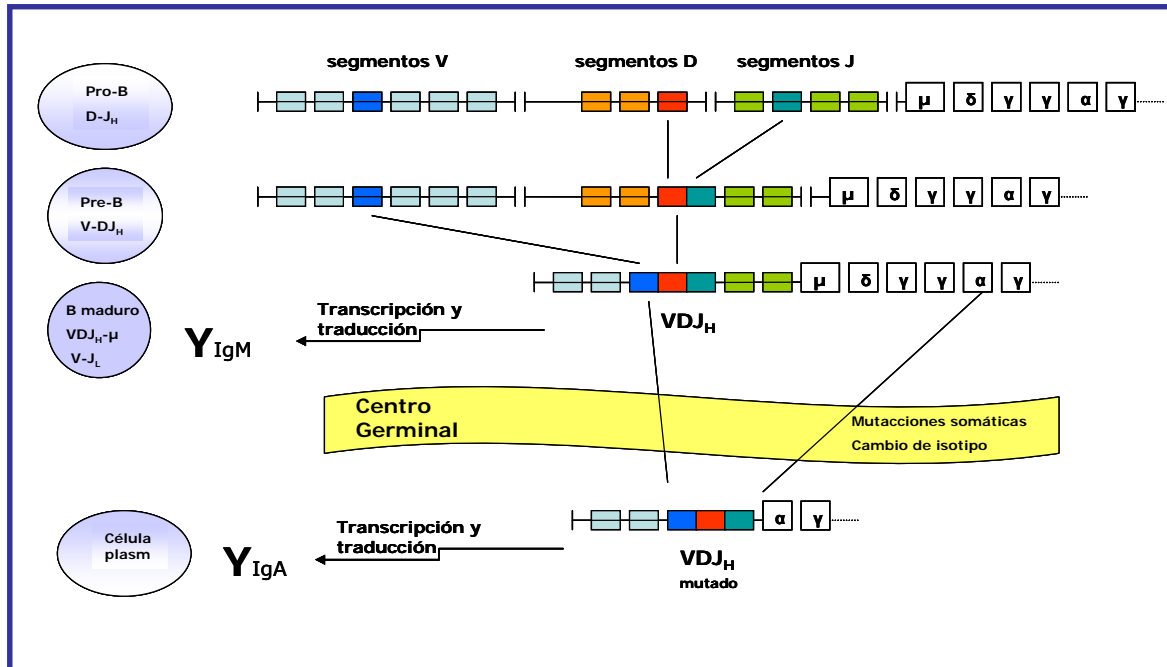 segmentos V
segmentos D
segmentos J
Pro-B
D-JH
μ δ γ γ α γ
Pre-B
V-DJH
μ δ γ γ α γ
μ δ γ γ α γ
B maduro
VDJH-μ
V-JL
YIgM
Transcripción y
traducción
VDJH
Centro
Germinal
Mutacciones somáticas
Cambio de isotipo
α γ
Célula
plasm
YIgA
Transcripción y
traducción
VDJH
mutado